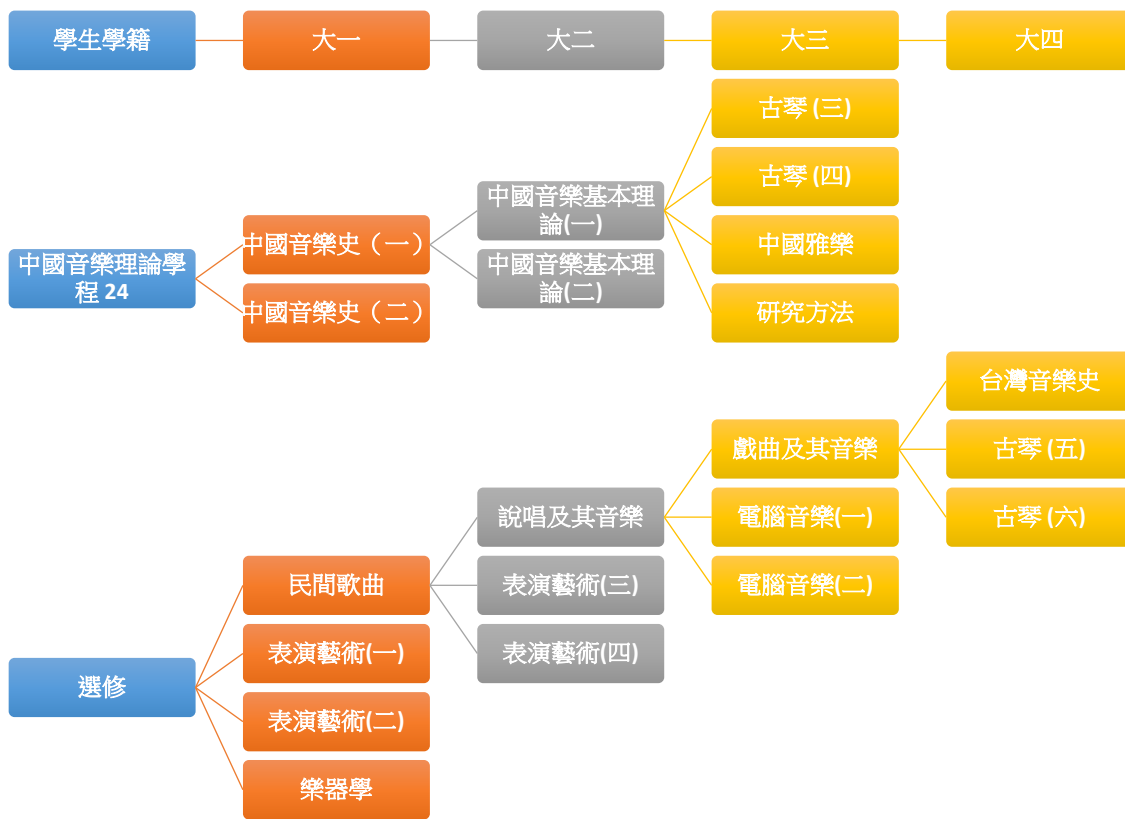 學生學籍
大一
大二
大三
大四
中國音樂理論學
程 24
中國音樂史（一）
中國音樂史（二）
中國音樂基本理
論(一)
中國音樂基本理
論(二)
古琴 (三)
古琴 (四)
中國雅樂
研究方法
選修
民間歌曲
表演藝術(一)
表演藝術(二)
樂器學
說唱及其音樂
表演藝術(三)
表演藝術(四)
戲曲及其音樂
電腦音樂(一)
電腦音樂(二)
台灣音樂史
古琴 (五)
古琴 (六)